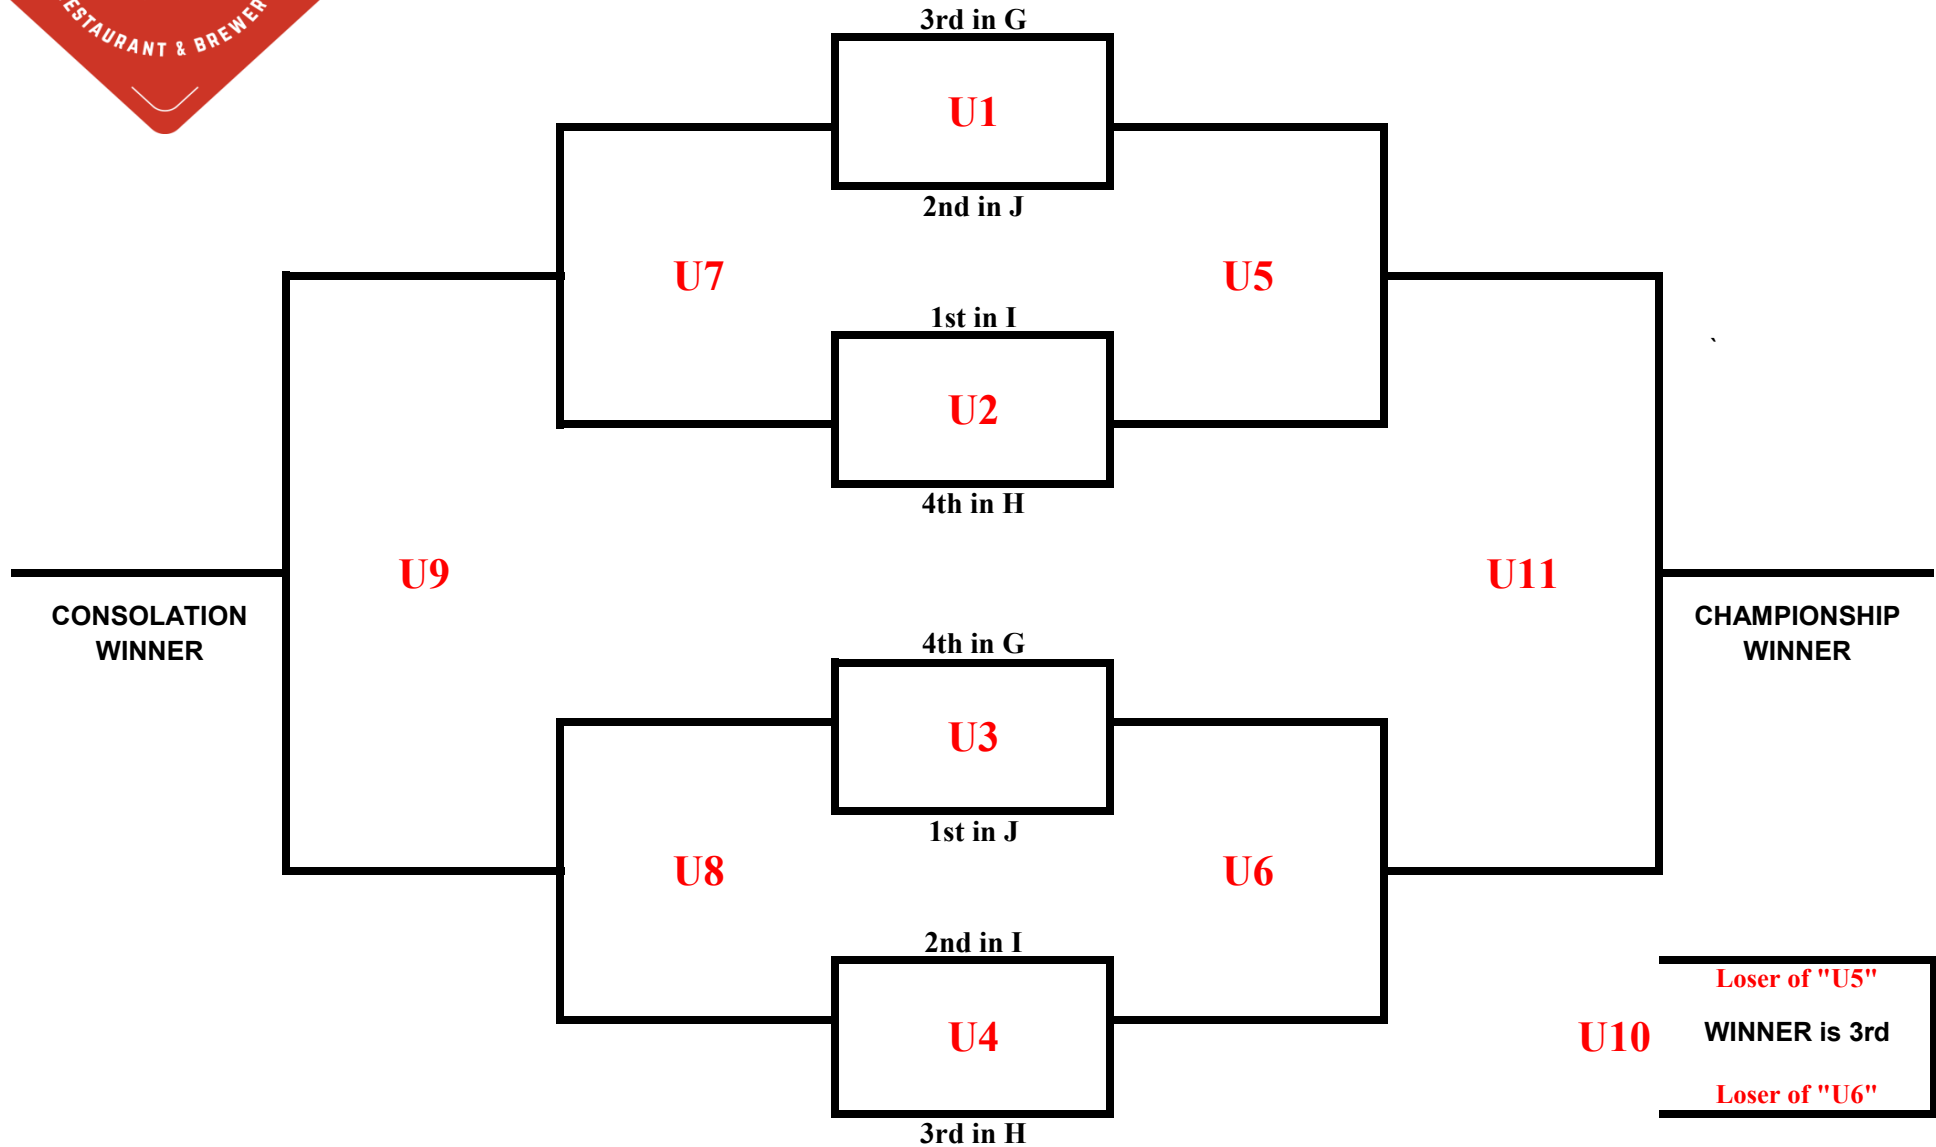 3rd in G
U1
2nd in J
U7
U5
1st in I
`
U2
4th in H
U9
U11
CONSOLATION
WINNER
CHAMPIONSHIP
WINNER
4th in G
U3
1st in J
U8
U6
2nd in I
Loser of "U5"
U4
U10
WINNER is 3rd
Loser of "U6"
3rd in H